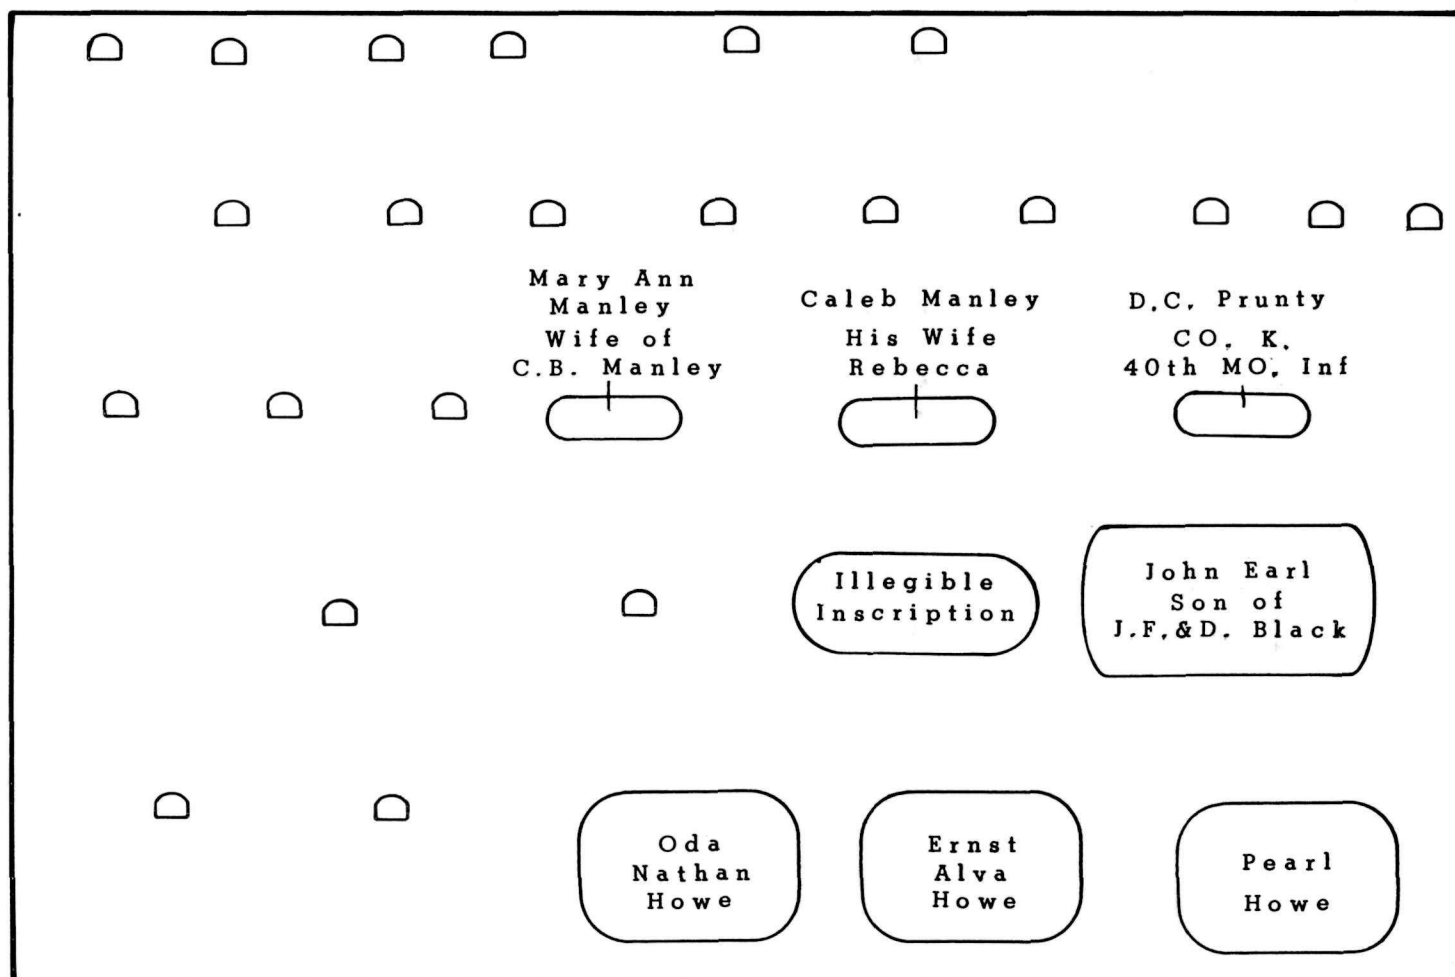 Mary Ann
Manley
Wife of
C.B. Manley
Caleb Manley
His Wife
Rebecca
D.C. Prunty
CO. K.
40th MO. Inf
Illegible
Inscription
John Earl
Son of
J.F.&D. Black
Oda
Nathan
Howe
Ernst
Alva
Howe
Pearl
Howe